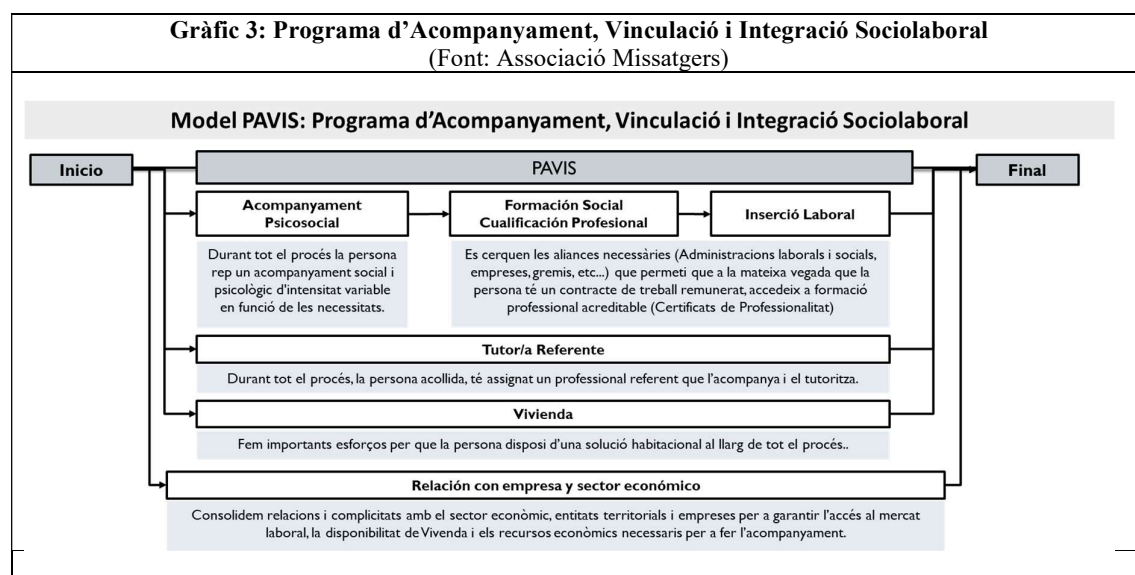 Gràfic 3: Programa d’Acompanyament, Vinculació i Integració Sociolaboral
(Font: Associació Missatgers)
Model PAVIS: Programa d’Acompanyament, Vinculació i Integració Sociolaboral
Inicio
PAVIS
Final
Acompanyament
Psicosocial
Formación Social
Cualificación Profesional
Inserció Laboral
Durant tot el procés la persona
rep un acompanyament social i
psicològic d’intensitat variable
en funció de les necessitats.
Es cerquen les aliances necessàries (Administracions laborals i socials,
empreses, gremis, etc...) que permeti que a la mateixa vegada que la
persona té un contracte de treball remunerat, accedeix a formació
professional acreditable (Certificats de Professionalitat)
Tutor/a Referente
Durant tot el procés, la persona acollida, té assignat un professional referent que l’acompanya i el tutoritza.
Vivienda
Fem importants esforços per que la persona disposi d’una solució habitacional al llarg de tot el procés..
Relación con empresa y sector económico
Consolidem relacions i complicitats amb el sector econòmic, entitats territorials i empreses per a garantir l’accés al mercat
laboral, la disponibilitat de Vivenda i els recursos econòmics necessaris per a fer l’acompanyament.